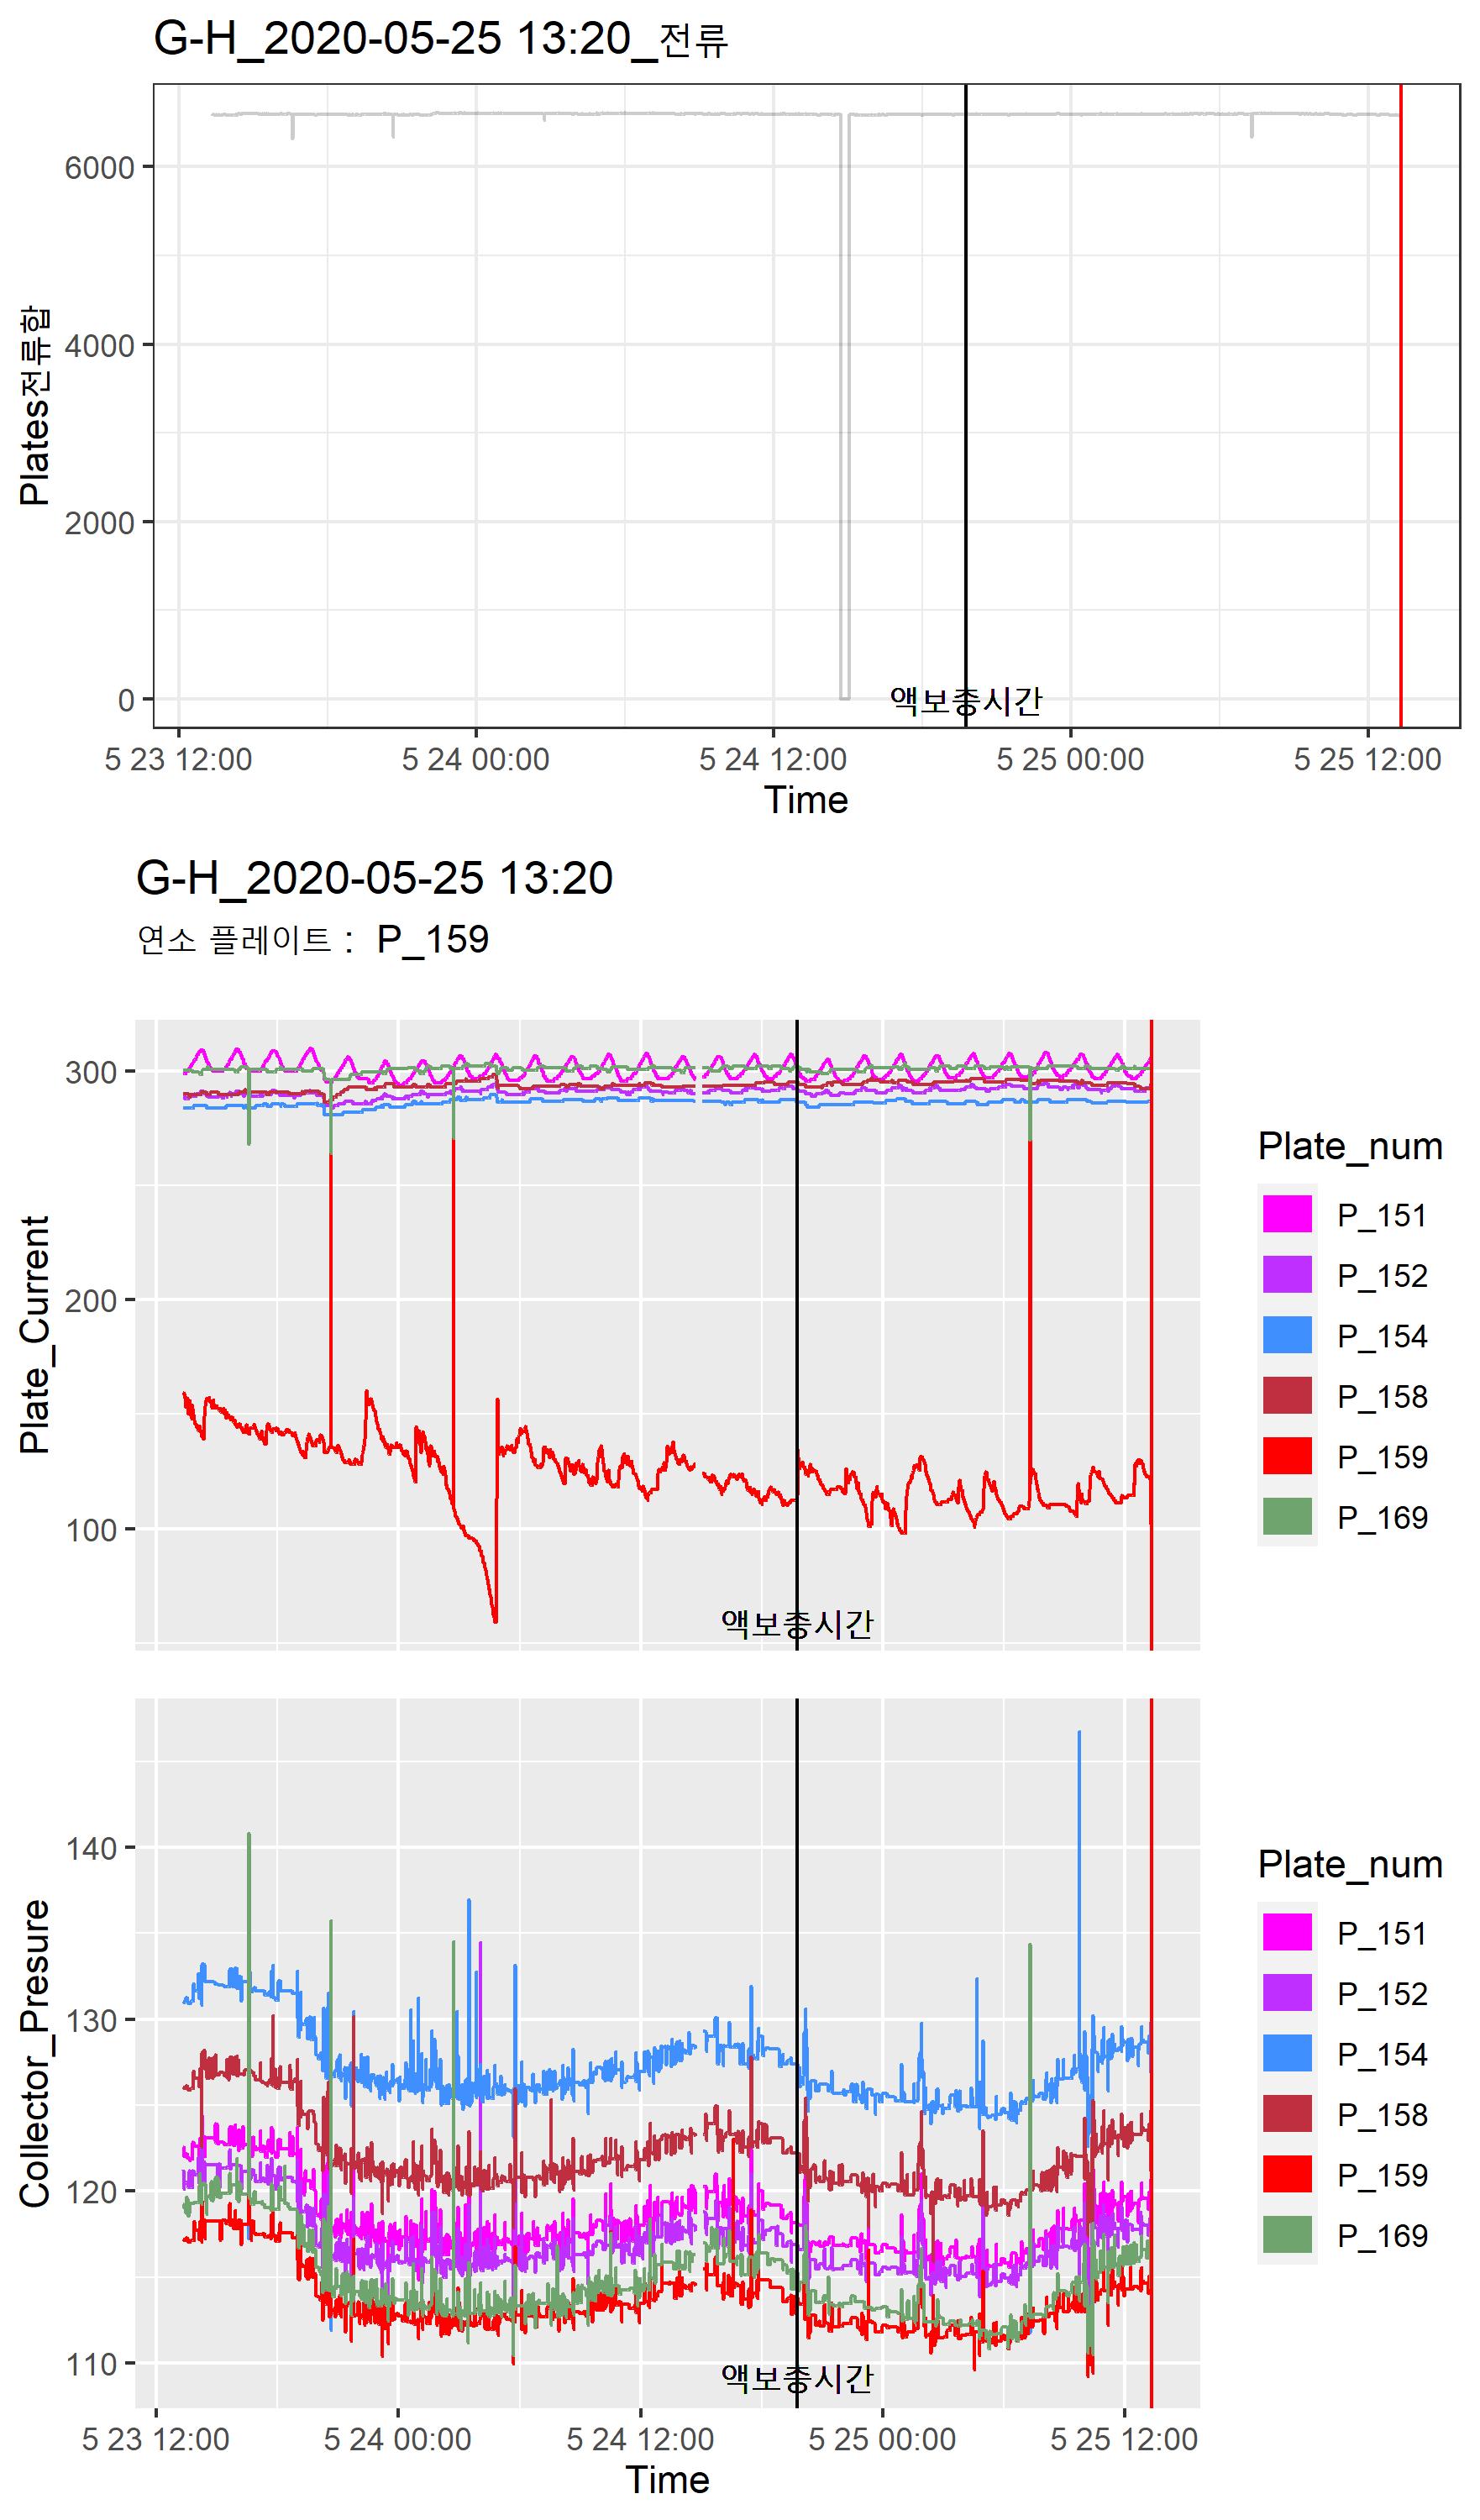 G-H_2020-05-25 13:20_전류
Plates전류합
6000
4000
2000
0
액보충시간
5 23 12:00
5 24 00:00
5 24 12:00
5 25 00:00
5 25 12:00
Time
G-H_2020-05-25 13:20
연소 플레이트 : P_159
Plate_Current
300
200
100
액보충시간
Plate_num
P_151
P_152
P_154
P_158
P_159
P_169
Collector_Presure
140
130
120
110
액보충시간
Plate_num
P_151
P_152
P_154
P_158
P_159
P_169
5 23 12:00
5 24 00:00
5 24 12:00
5 25 00:00
5 25 12:00
Time